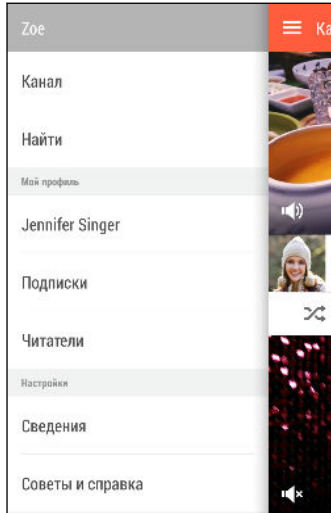 Zoe
Канал
Найти
Мой профиль
Jennifer Singer
Подписки
Читатели
Настройки
Сведения
Советы и справка